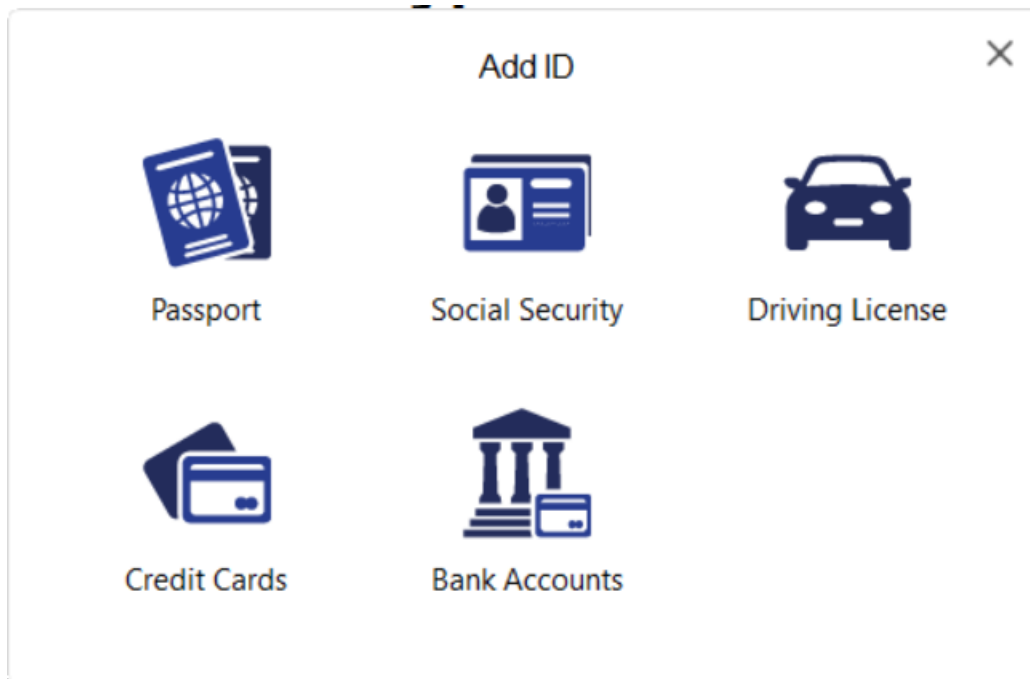 Add ID
Passport
Social Security
Driving License
Credit Cards
Bank Accounts